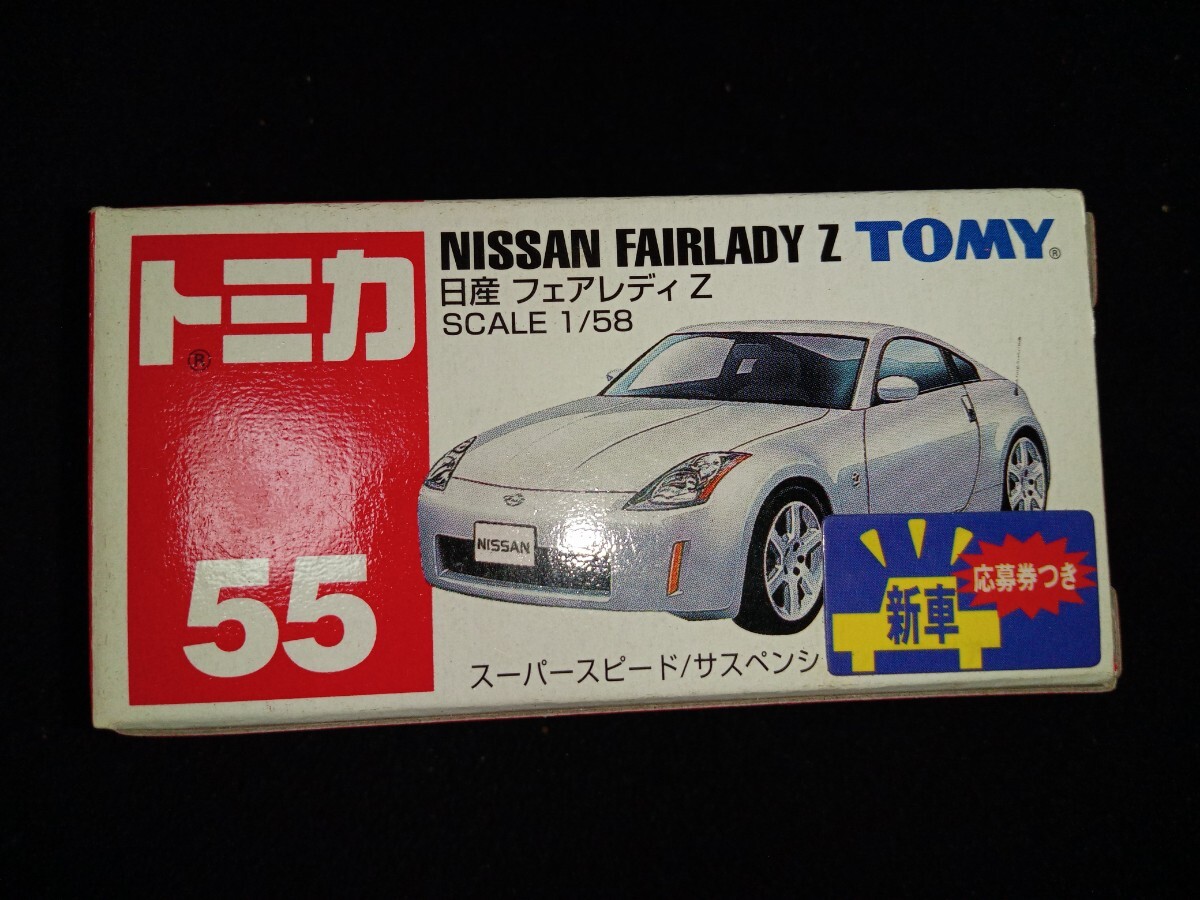 トミカ
®
55
NISSAN FAIRLADY Z
TOMY®
日産 フェアレディ Z
SCALE 1/58
NISSAN
Z
新車
応募券つき
スーパースピード/サスペンシ